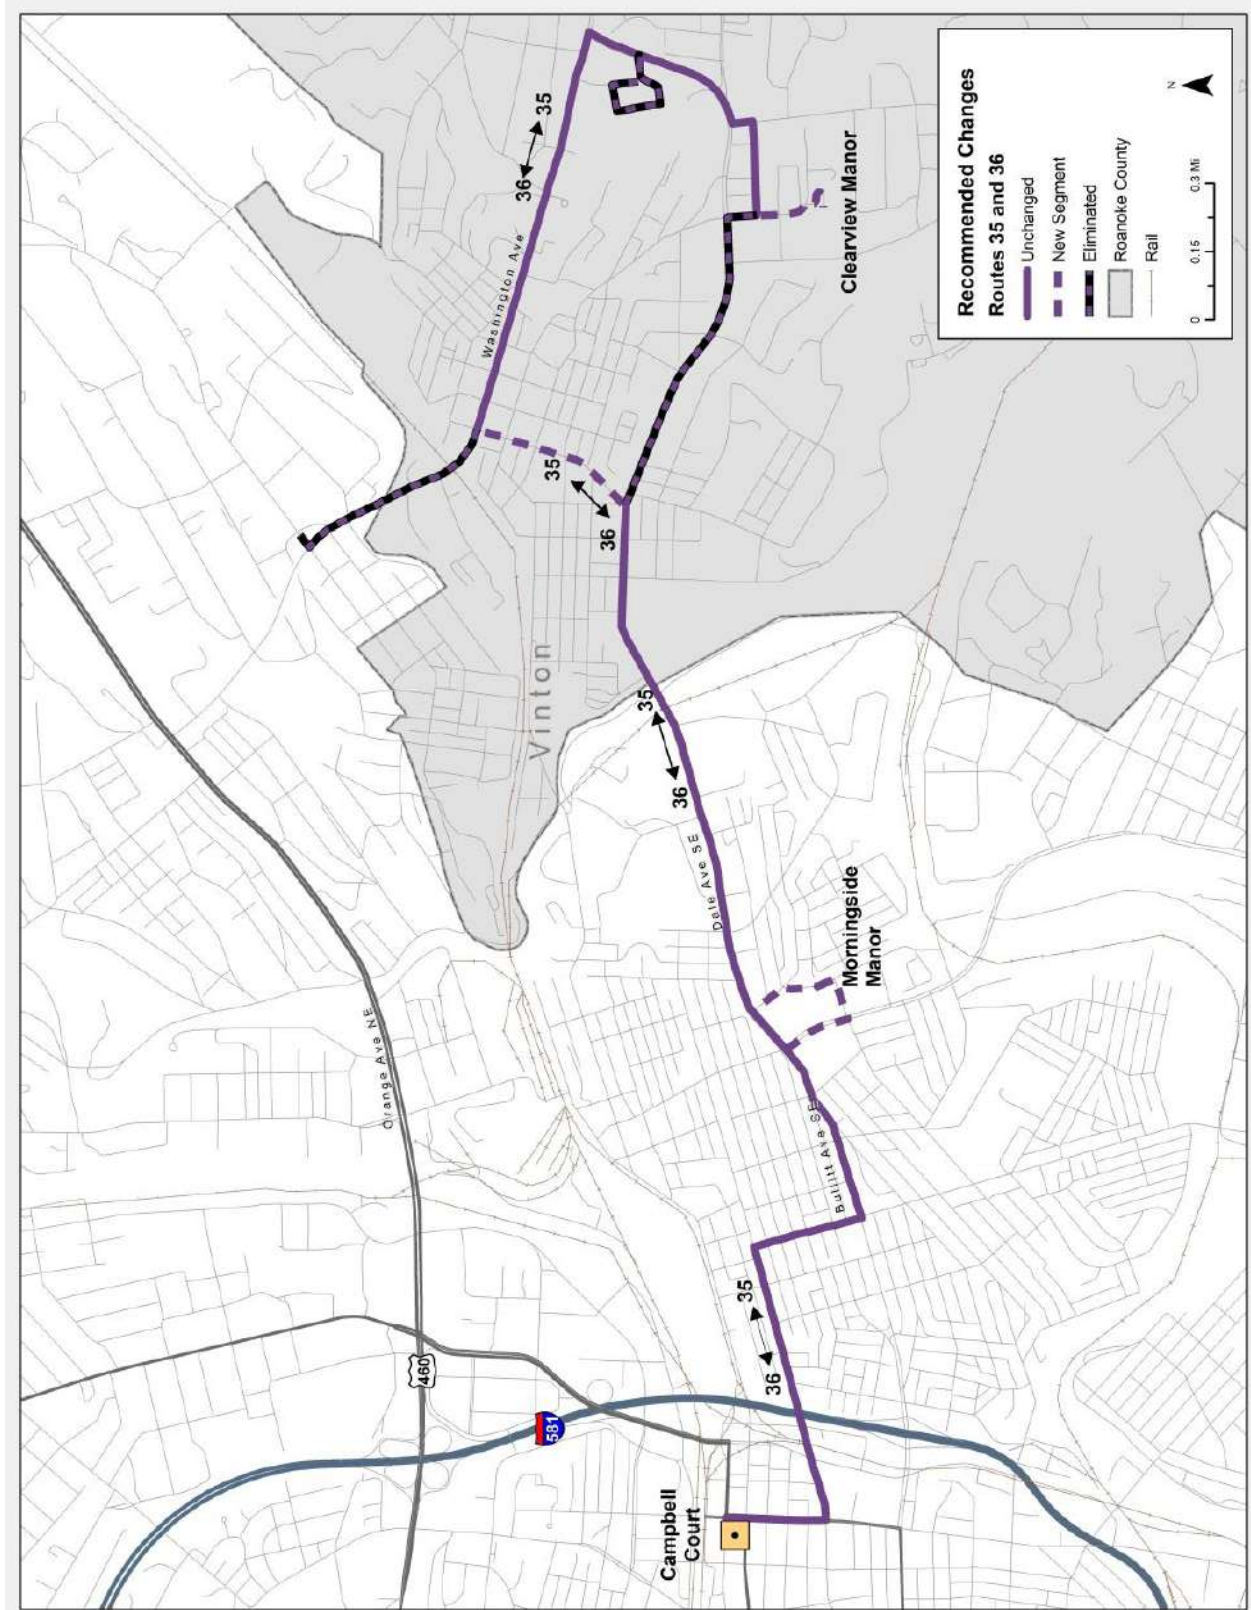 Recommended Changes
Routes 35 and 36
Unchanged
New Segment
Eliminated
Roanoke County
Rail
0 0.15 0.3 Mi
N
460
581
Orange Ave NE
Campbell
Court
36 35
Bullitt Ave SE
Morningside
Manor
Dale Ave SE
36 35
Vinton
36 35
Washington Ave
36 35
Clearview Manor